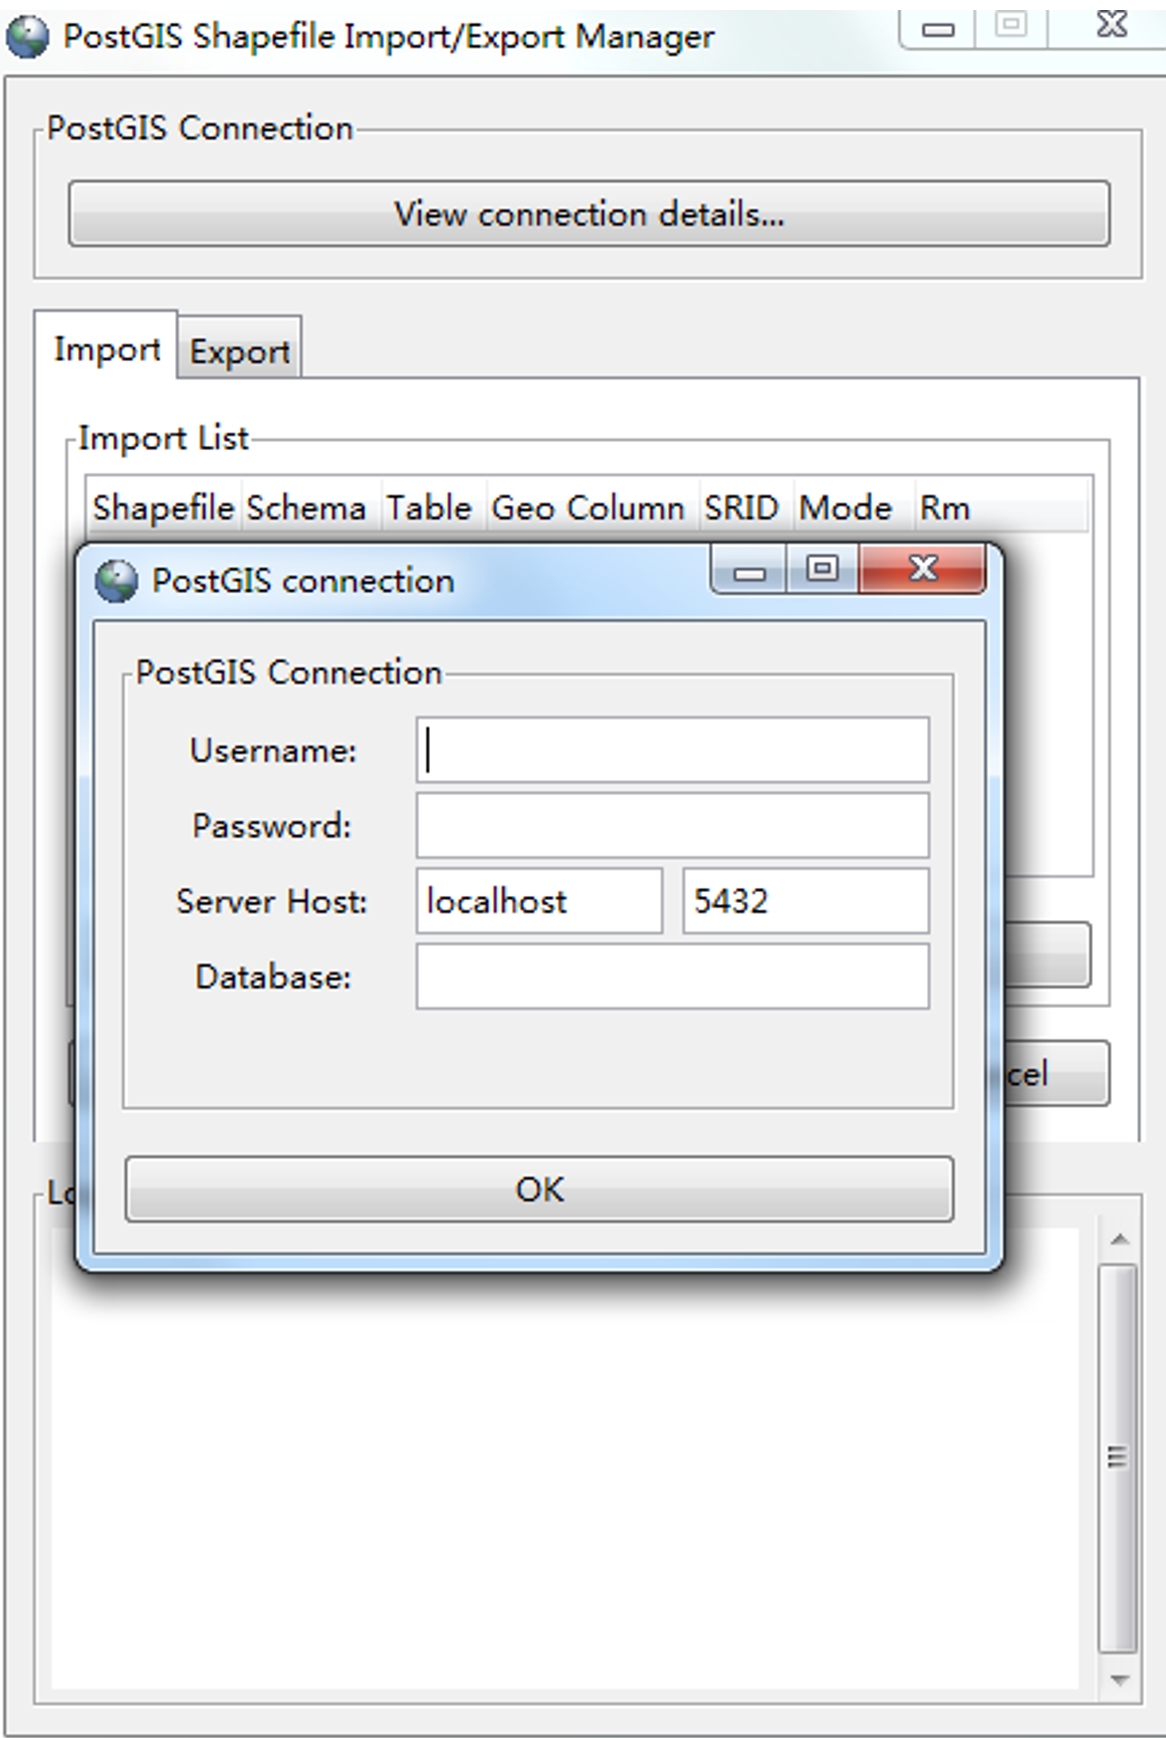 PostGIS Shapefile Import/Export Manager
PostGIS Connection
View connection details...
Import Export
Import List
Shapefile Schema Table Geo Column SRID Mode Rm
PostGIS connection
PostGIS Connection
Username:
Password:
Server Host: localhost 5432
Database:
cel
OK